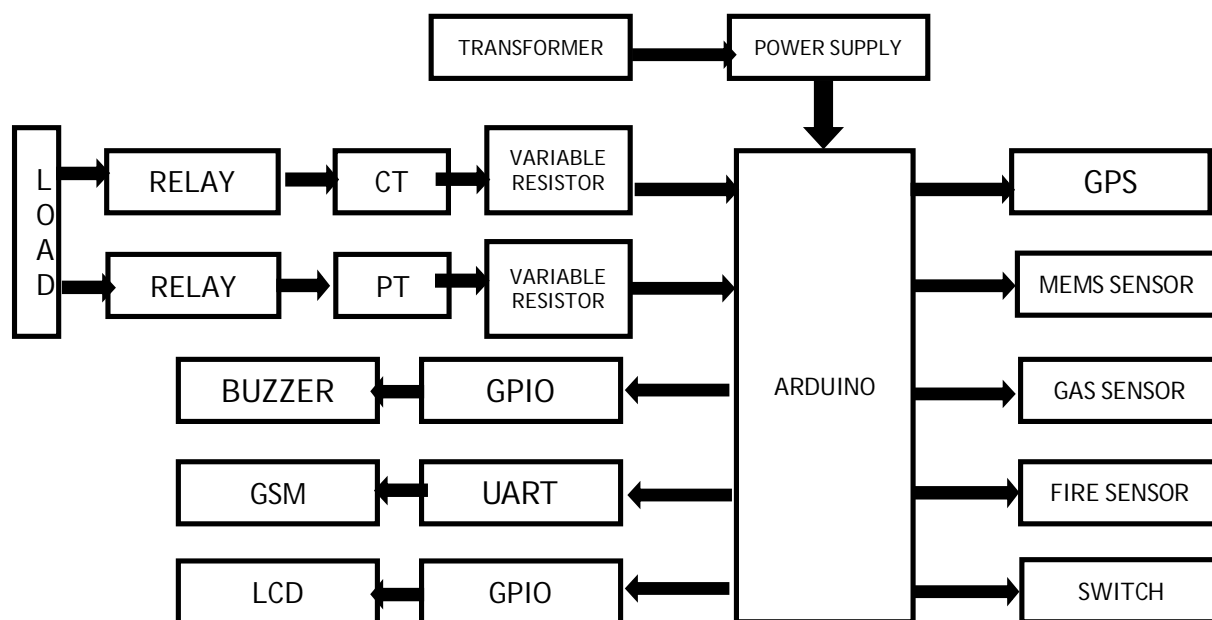 TRANSFORMER
POWER SUPPLY
LOAD
RELAY
CT
VARIABLE
RESISTOR
GPS
RELAY
PT
VARIABLE
RESISTOR
MEMS SENSOR
BUZZER
GPIO
ARDUINO
GAS SENSOR
GSM
UART
FIRE SENSOR
LCD
GPIO
SWITCH